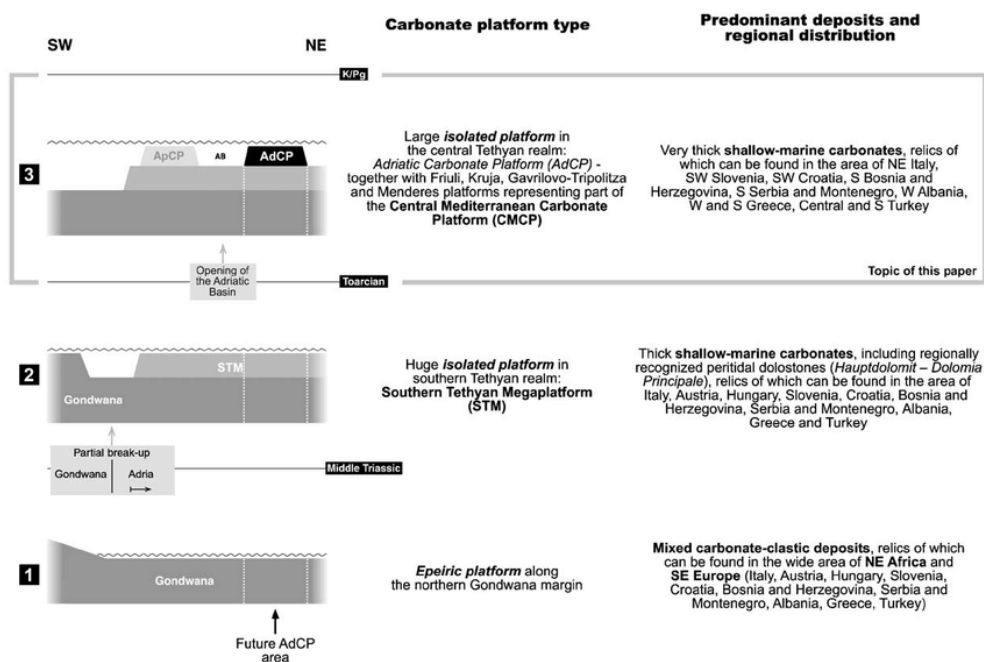 Carbonate platform type
Predominant deposits and
regional distribution
SW
NE
K/Pg
3
ApCP
AB
AdCP
Opening of
the Adriatic
Basin
Toarcian
Large isolated platform in
the central Tethyan realm:
Adriatic Carbonate Platform (AdCP) -
together with Friuli, Kruja, Gavrilovo-Tripolitza
and Menderes platforms representing part of
the Central Mediterranean Carbonate
Platform (CMCP)
Very thick shallow-marine carbonates, relics
of which can be found in the area of NE Italy,
SW Slovenia, SW Croatia, S Bosnia and
Herzegovina, S Serbia and Montenegro, W Albania,
W and S Greece, Central and S Turkey
Topic of this paper
2
STM
Gondwana
Partial break-up
Gondwana
Adria
Middle Triassic
Huge isolated platform in
southern Tethyan realm:
Southern Tethyan Megaplatform
(STM)
Thick shallow-marine carbonates, including regionally
recognized peritidal dolostones (Hauptdolomit – Dolomia
Principale), relics of which can be found in the area of
Italy, Austria, Hungary, Slovenia, Croatia, Bosnia and
Herzegovina, Serbia and Montenegro, Albania,
Greece and Turkey
1
Gondwana
Future AdCP
area
Epeiric platform along
the northern Gondwana margin
Mixed carbonate-clastic deposits, relics of which
can be found in the wide area of NE Africa and
SE Europe (Italy, Austria, Hungary, Slovenia,
Croatia, Bosnia and Herzegovina, Serbia and
Montenegro, Albania, Greece, Turkey)